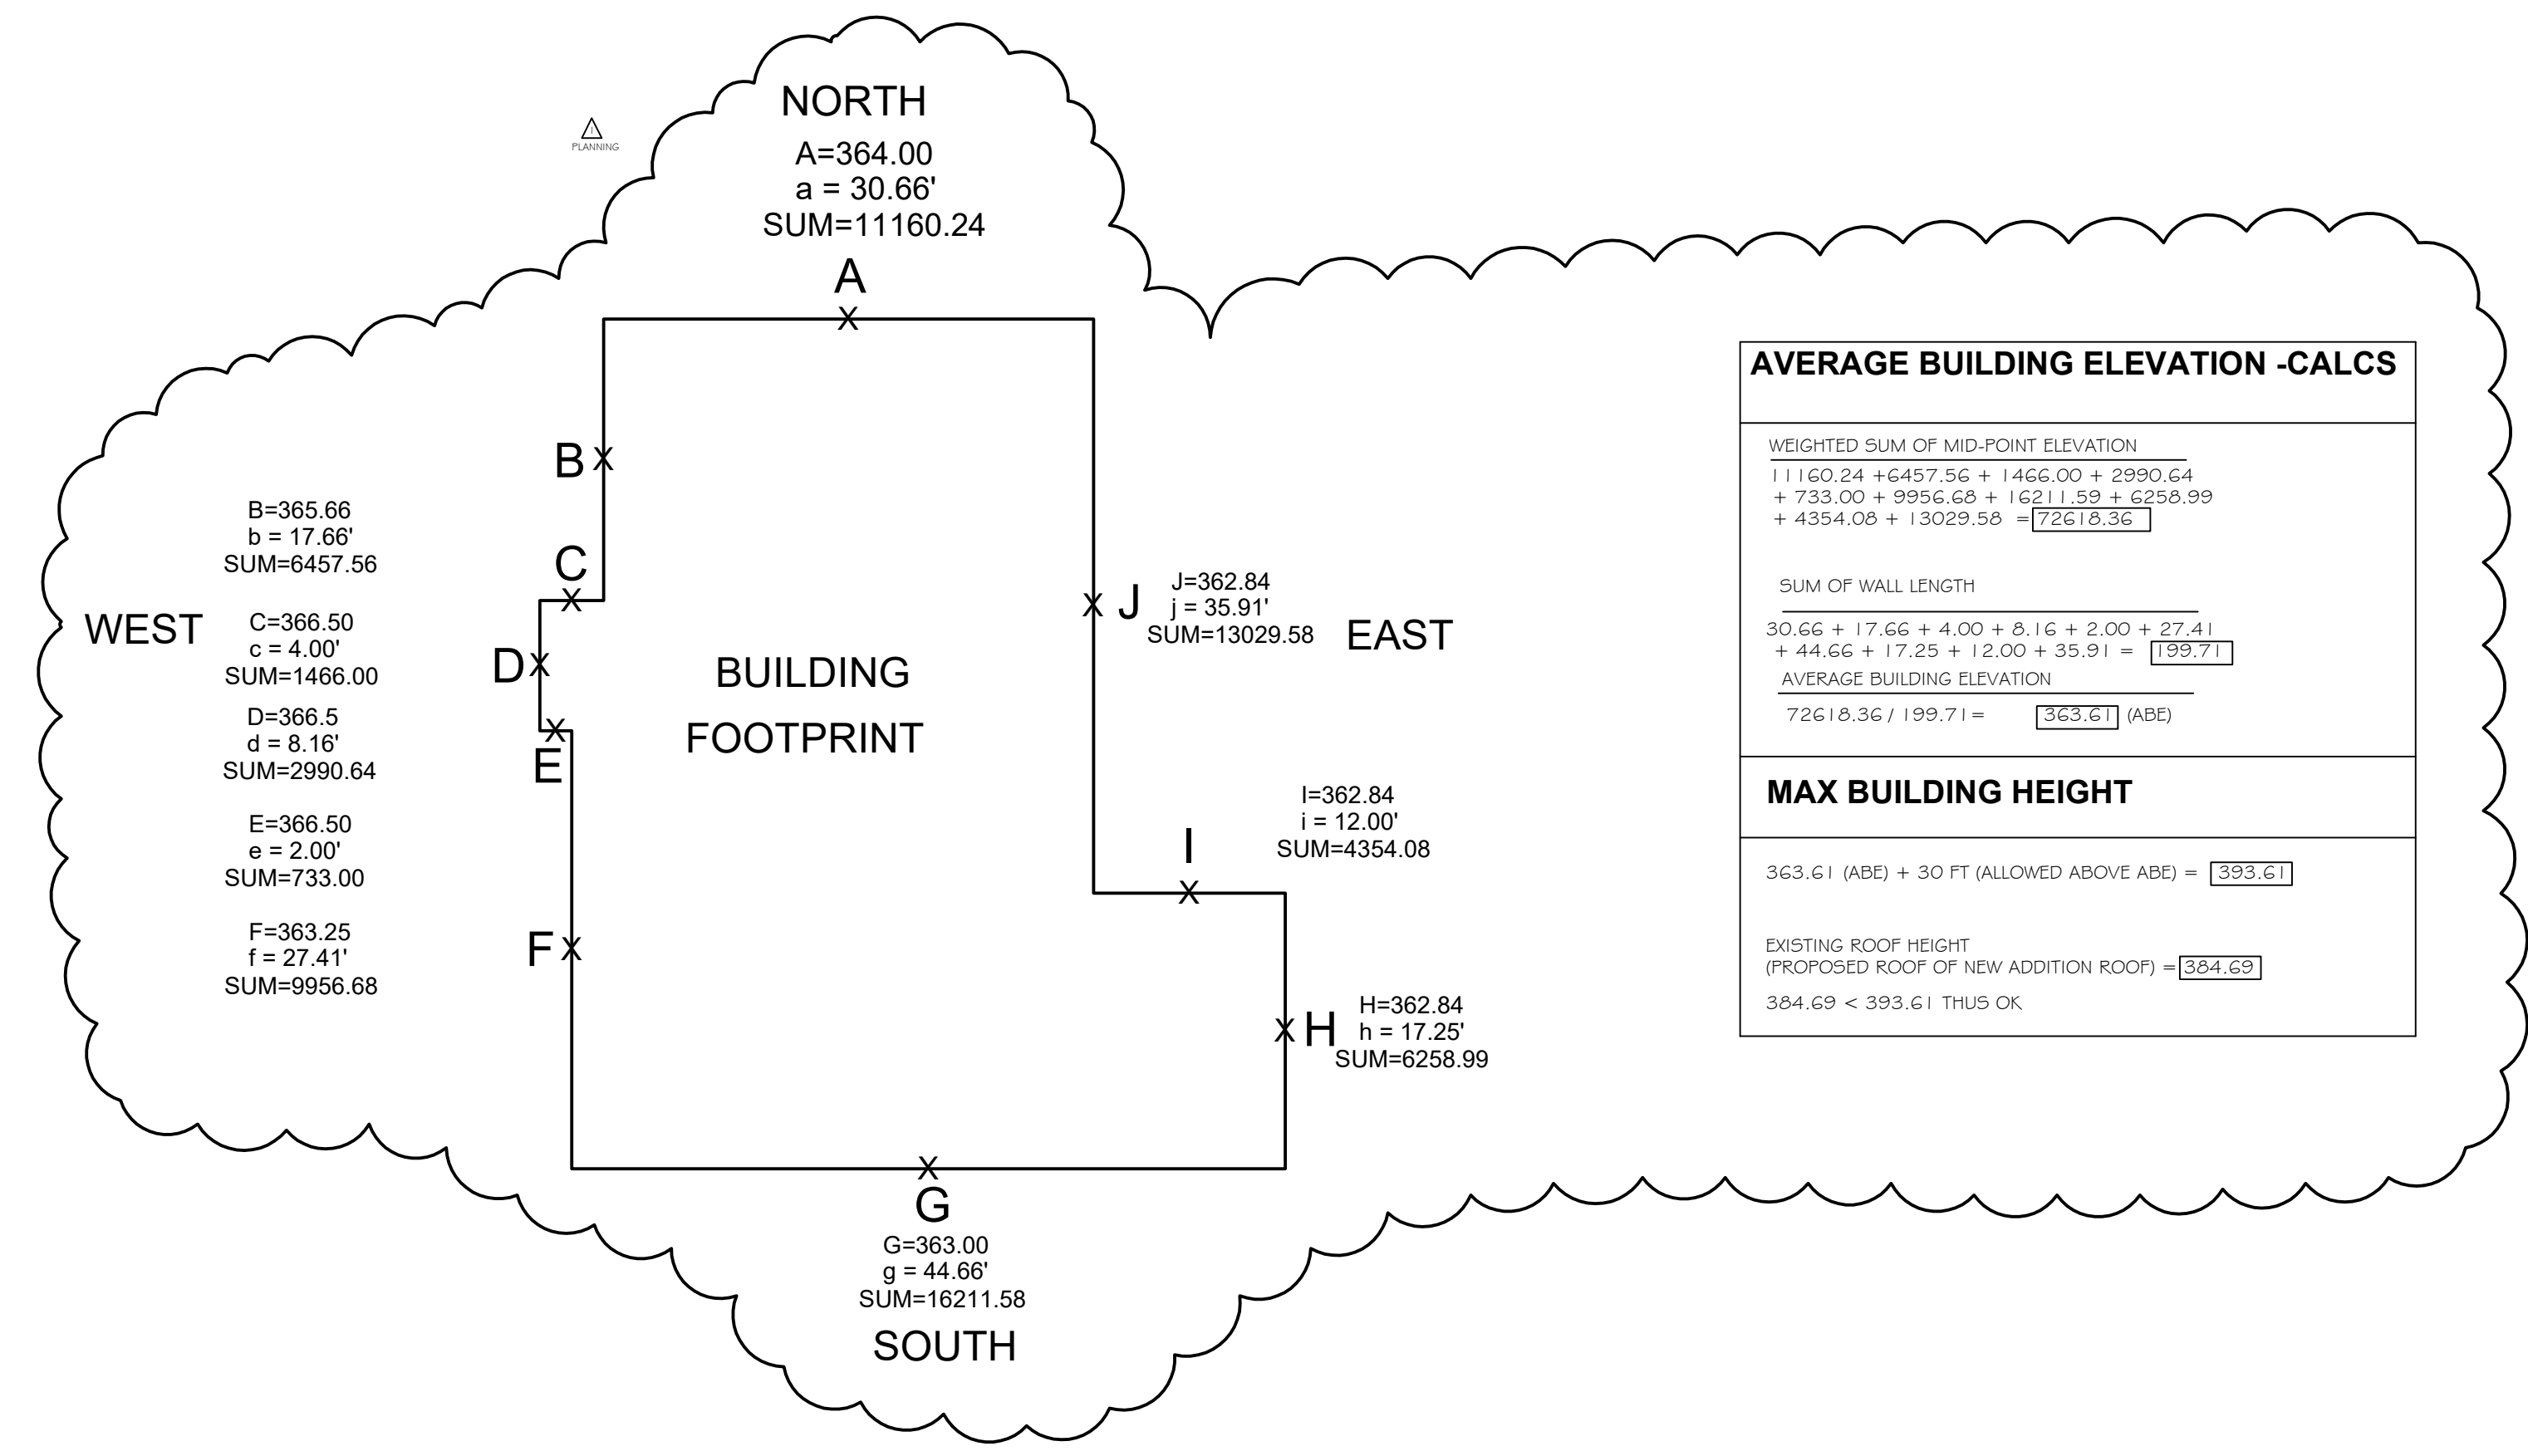 NORTH
A=364.00
a = 30.66'
SUM=11160.24
PLANNING
A
B
C
D
E
F
X
X
X
X
X
X
WEST
B=365.66
b = 17.66'
SUM=6457.56
C=366.50
c = 4.00'
SUM=1466.00
D=366.5
d = 8.16'
SUM=2990.64
E=366.50
e = 2.00'
SUM=733.00
F=363.25
f = 27.41'
SUM=9956.68
BUILDING
FOOTPRINT
X
J
J=362.84
j = 35.91'
SUM=13029.58
EAST
I=362.84
i = 12.00'
SUM=4354.08
I
X
X
H
H=362.84
h = 17.25'
SUM=6258.99
X
G
G=363.00
g = 44.66'
SUM=16211.58
SOUTH
AVERAGE BUILDING ELEVATION -CALCS
WEIGHTED SUM OF MID-POINT ELEVATION
11160.24 +6457.56 + 1466.00 + 2990.64
+ 733.00 + 9956.68 + 16211.59 + 6258.99
+ 4354.08 + 13029.58 = 72618.36
SUM OF WALL LENGTH
30.66 + 17.66 + 4.00 + 8.16 + 2.00 + 27.41
+ 44.66 + 17.25 + 12.00 + 35.91 = 199.71
AVERAGE BUILDING ELEVATION
72618.36 / 199.71= 363.61 (ABE)
MAX BUILDING HEIGHT
363.61 (ABE) + 30 FT (ALLOWED ABOVE ABE) = 393.61
EXISTING ROOF HEIGHT
(PROPOSED ROOF OF NEW ADDITION ROOF) = 384.69
384.69 < 393.61 THUS OK